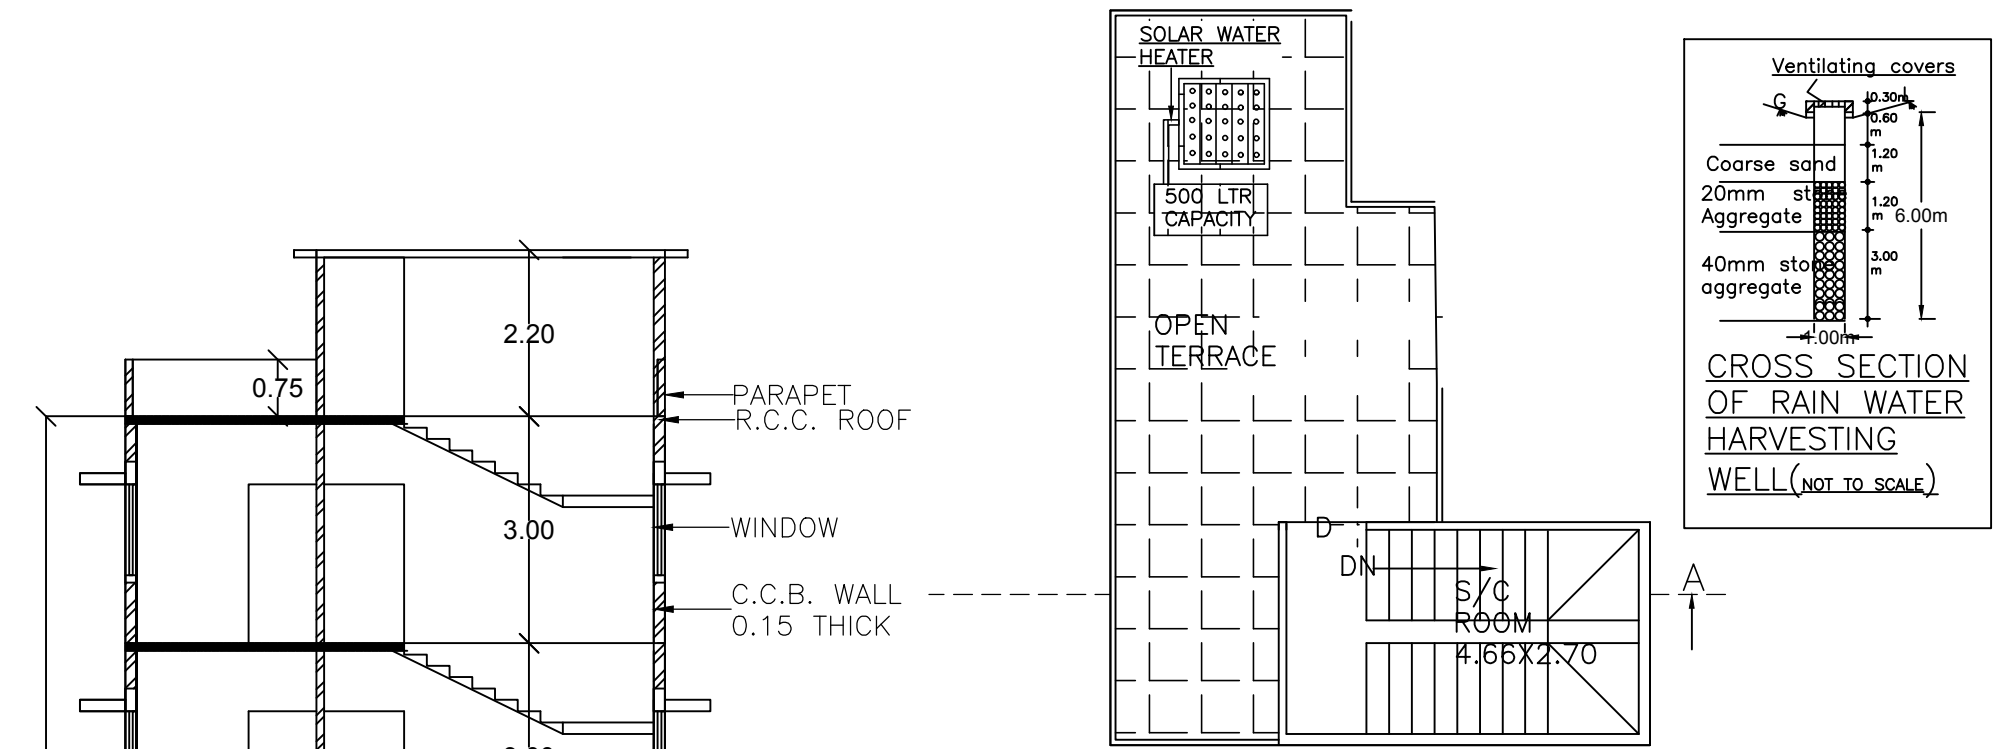 2.20
0.75
PARAPET
R.C.C. ROOF
3.00
WINDOW
C.C.B. WALL
0.15 THICK
SOLAR WATER
HEATER
500 LTR
CAPACITY
OPEN
TERRACE
D
DN
S/C
ROOM
4.66X2.70
A
Ventilating covers
G
L
0.30m
0.60
m
Coarse sand
1.20
m
20mm stone
Aggregate
1.20
m
6.00m
40mm stone
aggregate
3.00
m
1.00m
CROSS SECTION
OF RAIN WATER
HARVESTING
WELL(NOT TO SCALE)